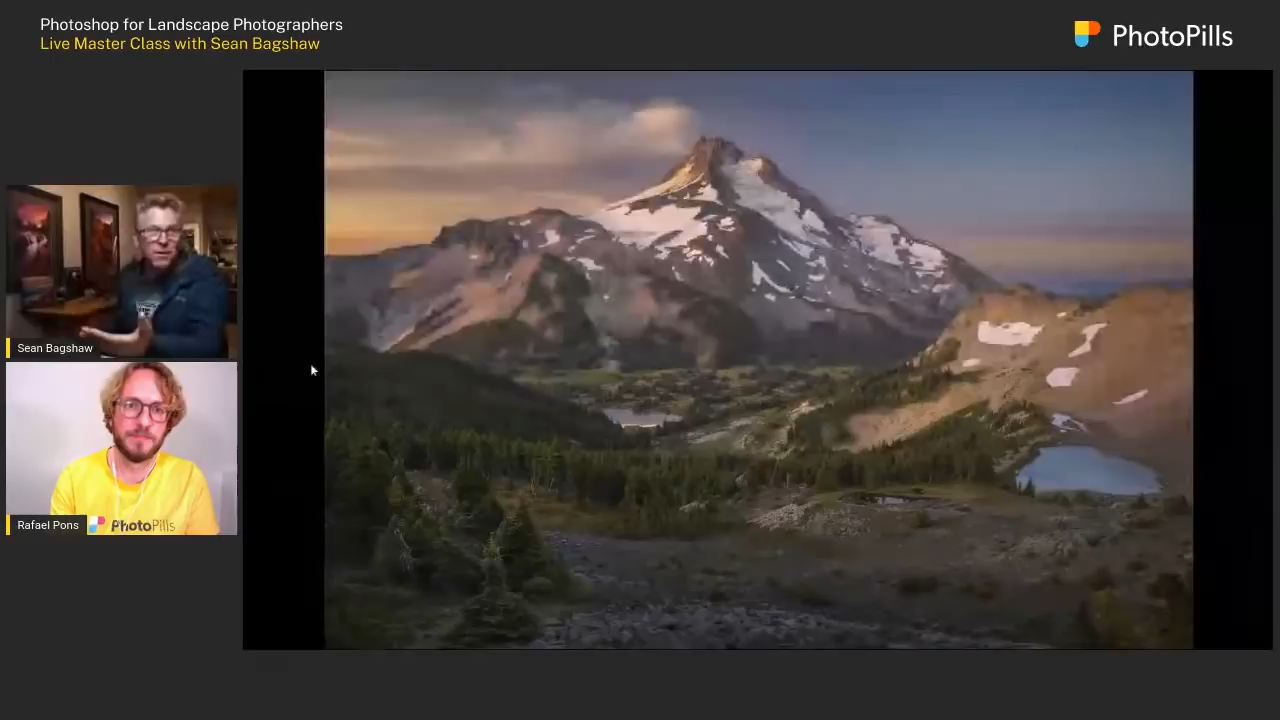 Photoshop for Landscape Photographers
Live Master Class with Sean Bagshaw
PhotoPills
Sean Bagshaw
Rafael Pons
PhotoPills